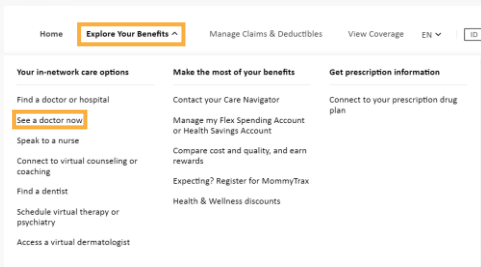 Home Explore Your Benefits Manage Claims & Deductibles View Coverage EN ID
Your in-network care options
Find a doctor or hospital
See a doctor now
Speak to a nurse
Connect to virtual counseling or
coaching
Find a dentist
Schedule virtual therapy or
psychiatry
Access a virtual dermatologist
Make the most of your benefits
Contact your Care Navigator
Manage my Flex Spending Account
or Health Savings Account
Compare cost and quality, and earn
rewards
Expecting? Register for MommyTrax
Health & Wellness discounts
Get prescription information
Connect to your prescription drug
plan